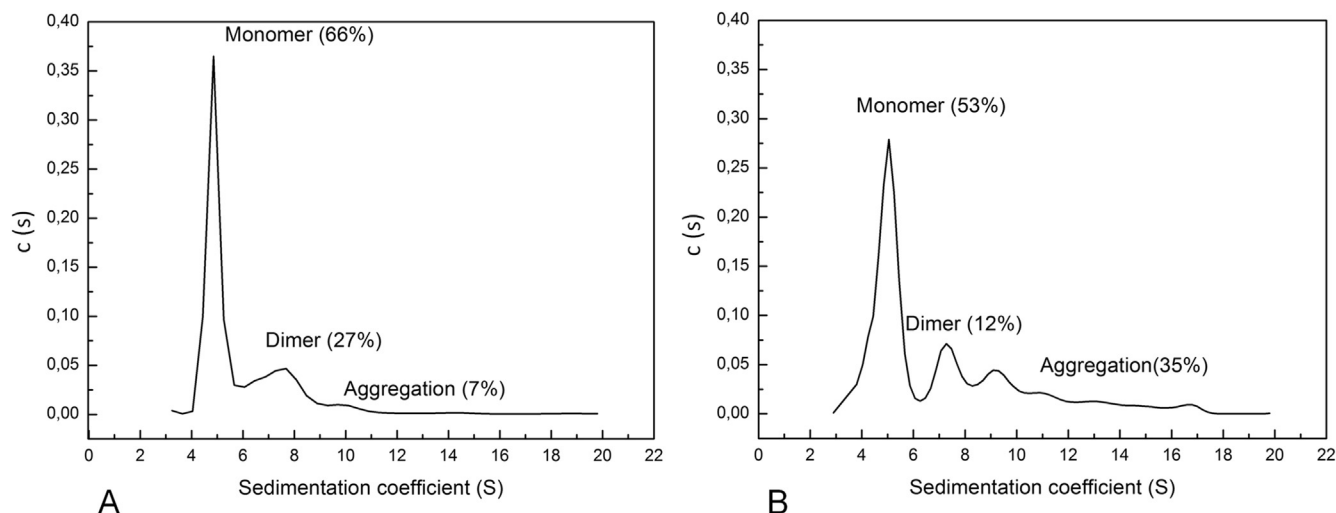 0,40
0,35
0,30
0,25
0,20
0,15
0,10
0,05
0,00
c (s)
Monomer (66%)
Dimer (27%)
Aggregation (7%)
0 2 4 6 8 10 12 14 16 18 20 22
Sedimentation coefficient (S)
A
0,40
0,35
0,30
0,25
0,20
0,15
0,10
0,05
0,00
c (s)
Monomer (53%)
Dimer (12%)
Aggregation(35%)
0 2 4 6 8 10 12 14 16 18 20 22
Sedimentation coefficient (S)
B